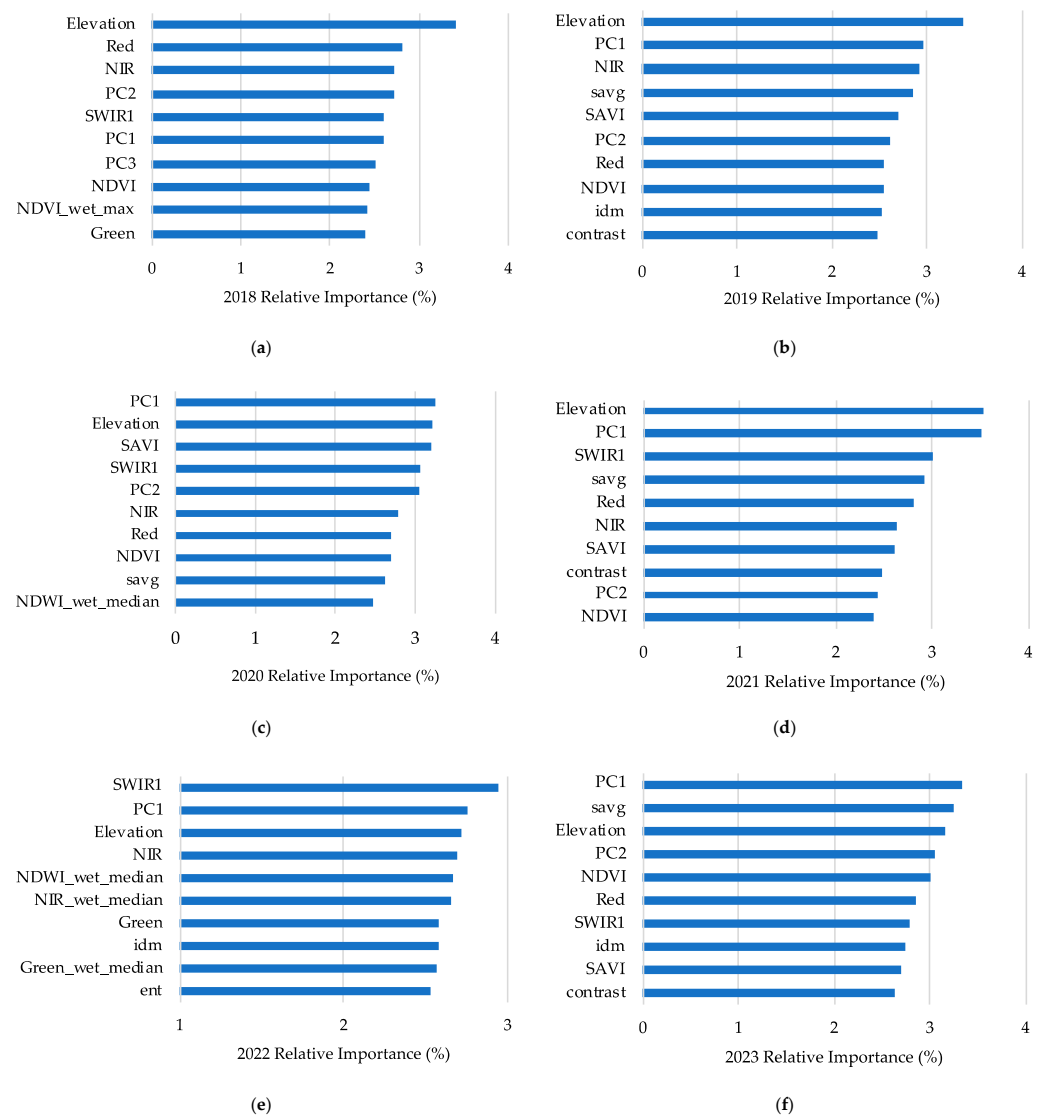 Elevation
Red
NIR
PC2
SWIR1
PC1
PC3
NDVI
NDVI_wet_max
Green
0 1 2 3 4
2018 Relative Importance (%)
(a)
Elevation
PC1
NIR
savg
SAVI
PC2
Red
NDVI
idm
contrast
0 1 2 3 4
2019 Relative Importance (%)
(b)
PC1
Elevation
SAVI
SWIR1
PC2
NIR
Red
NDVI
savg
NDWI_wet_median
0 1 2 3 4
2020 Relative Importance (%)
(c)
Elevation
PC1
SWIR1
savg
Red
NIR
SAVI
contrast
PC2
NDVI
0 1 2 3 4
2021 Relative Importance (%)
(d)
SWIR1
PC1
Elevation
NIR
NDWI_wet_median
NIR_wet_median
Green
idm
Green_wet_median
ent
1 2 3
2022 Relative Importance (%)
(e)
PC1
savg
Elevation
PC2
NDVI
Red
SWIR1
idm
SAVI
contrast
0 1 2 3 4
2023 Relative Importance (%)
(f)